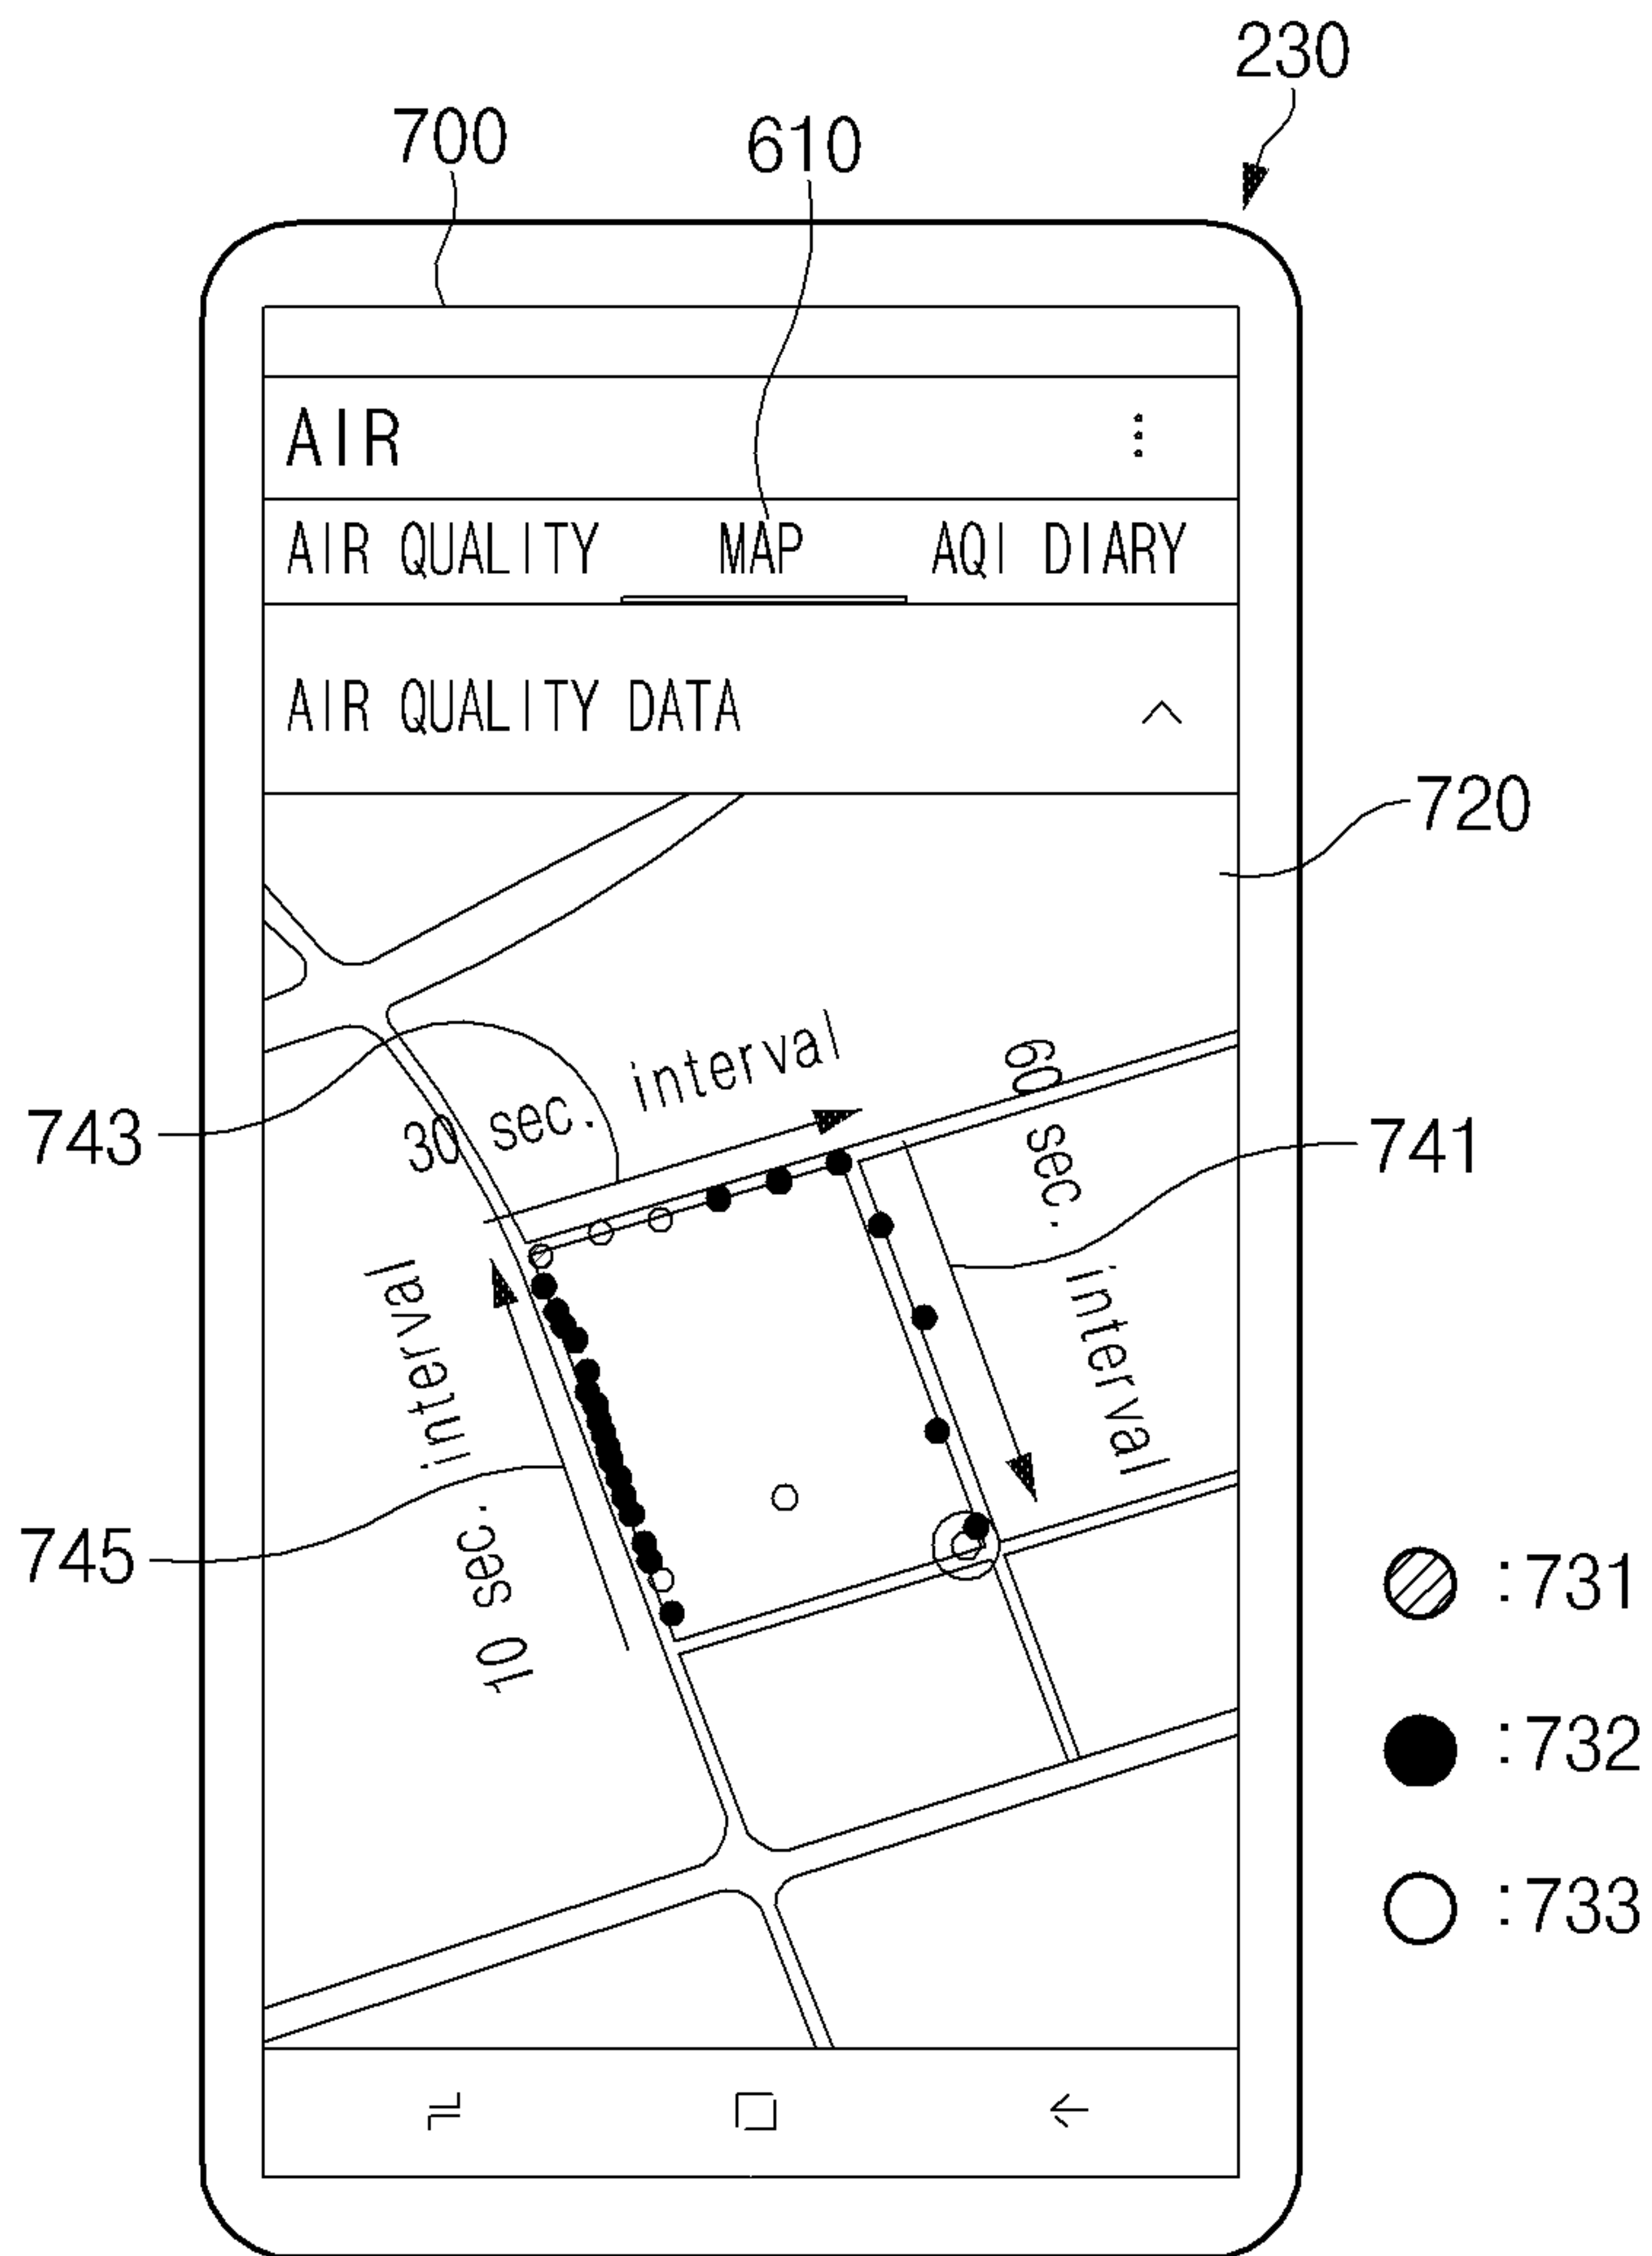 230
700
610
AIR
AIR QUALITY MAP AQI DIARY
AIR QUALITY DATA
720
30 sec. interval
60 sec. interval
743
741
10 sec. interval
745
:731
:732
:733